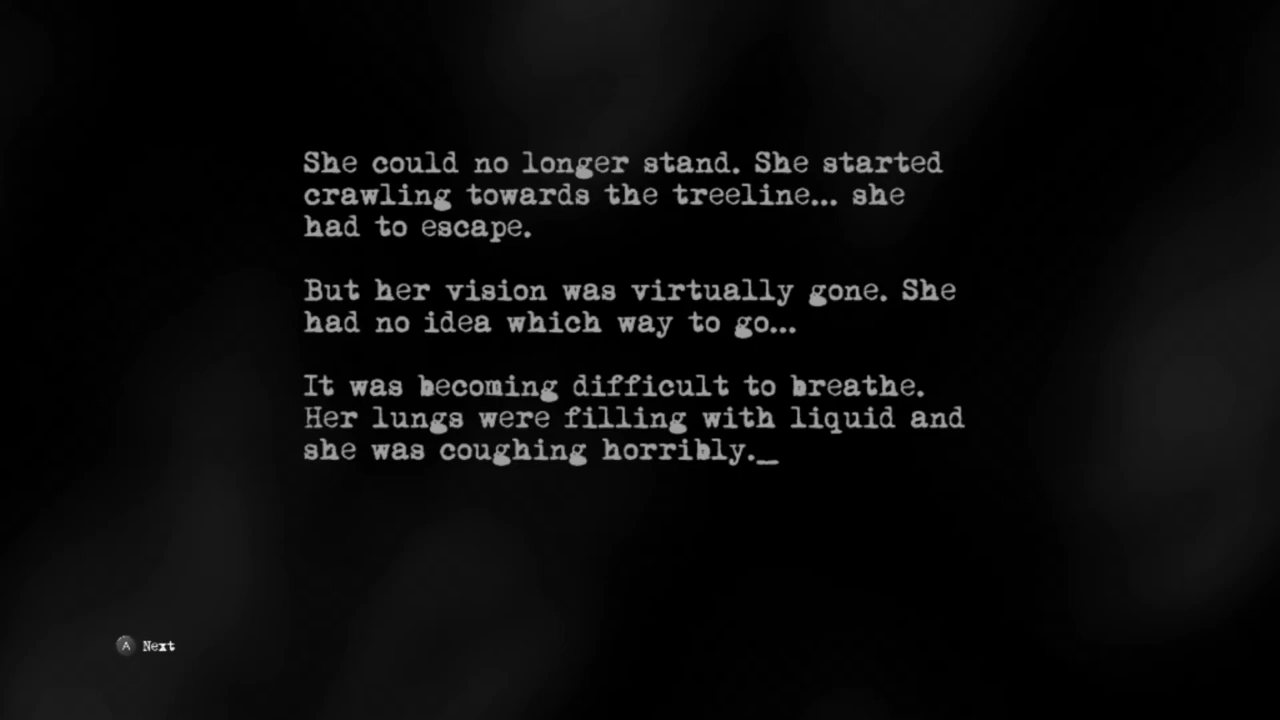 She could no longer stand. She started
crawling towards the treeline... she
had to escape.
But her vision was virtually gone. She
had no idea which way to go...
It was becoming difficult to breathe.
Her lungs were filling with liquid and
she was coughing horribly._
A Next